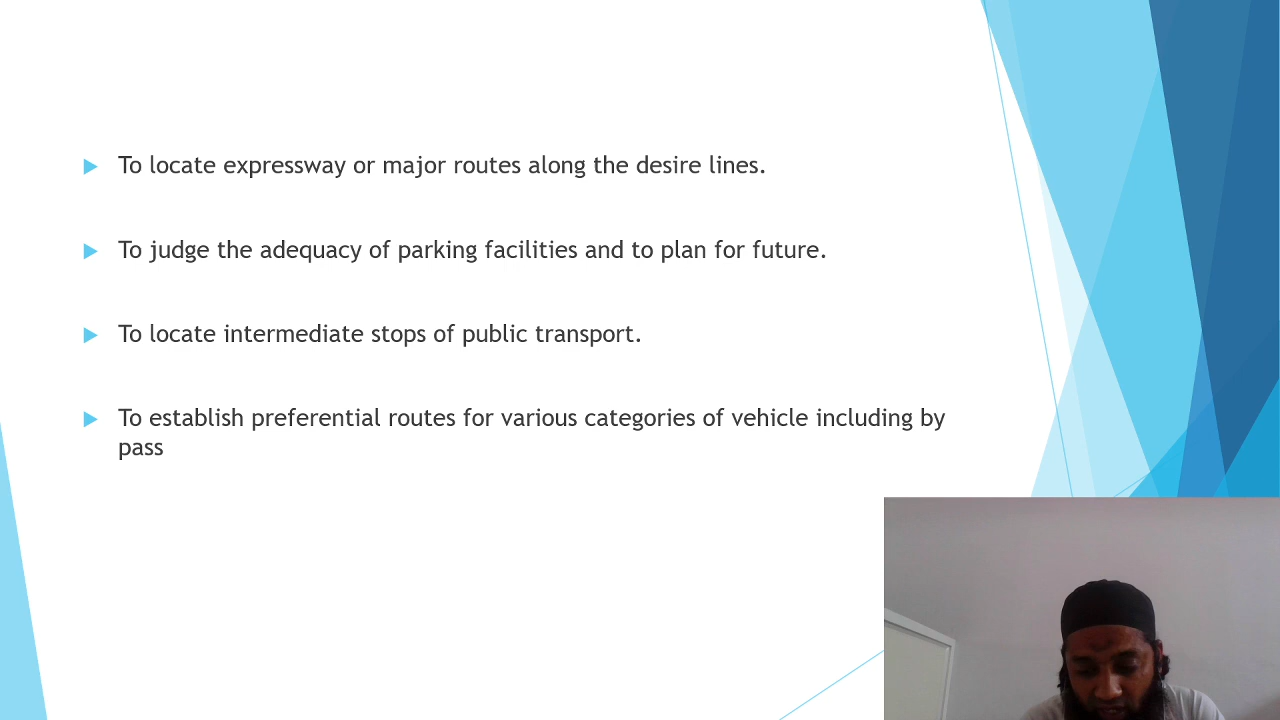 To locate expressway or major routes along the desire lines.
To judge the adequacy of parking facilities and to plan for future.
To locate intermediate stops of public transport.
To establish preferential routes for various categories of vehicle including by
pass